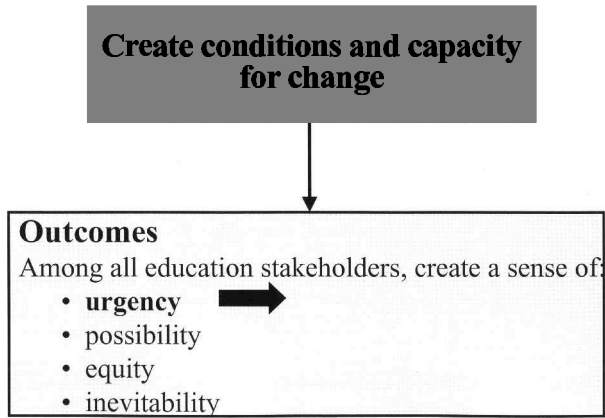 Create conditions and capacity
for change
Outcomes
Among all education stakeholders, create a sense of:
• urgency
• possibility
• equity
• inevitability